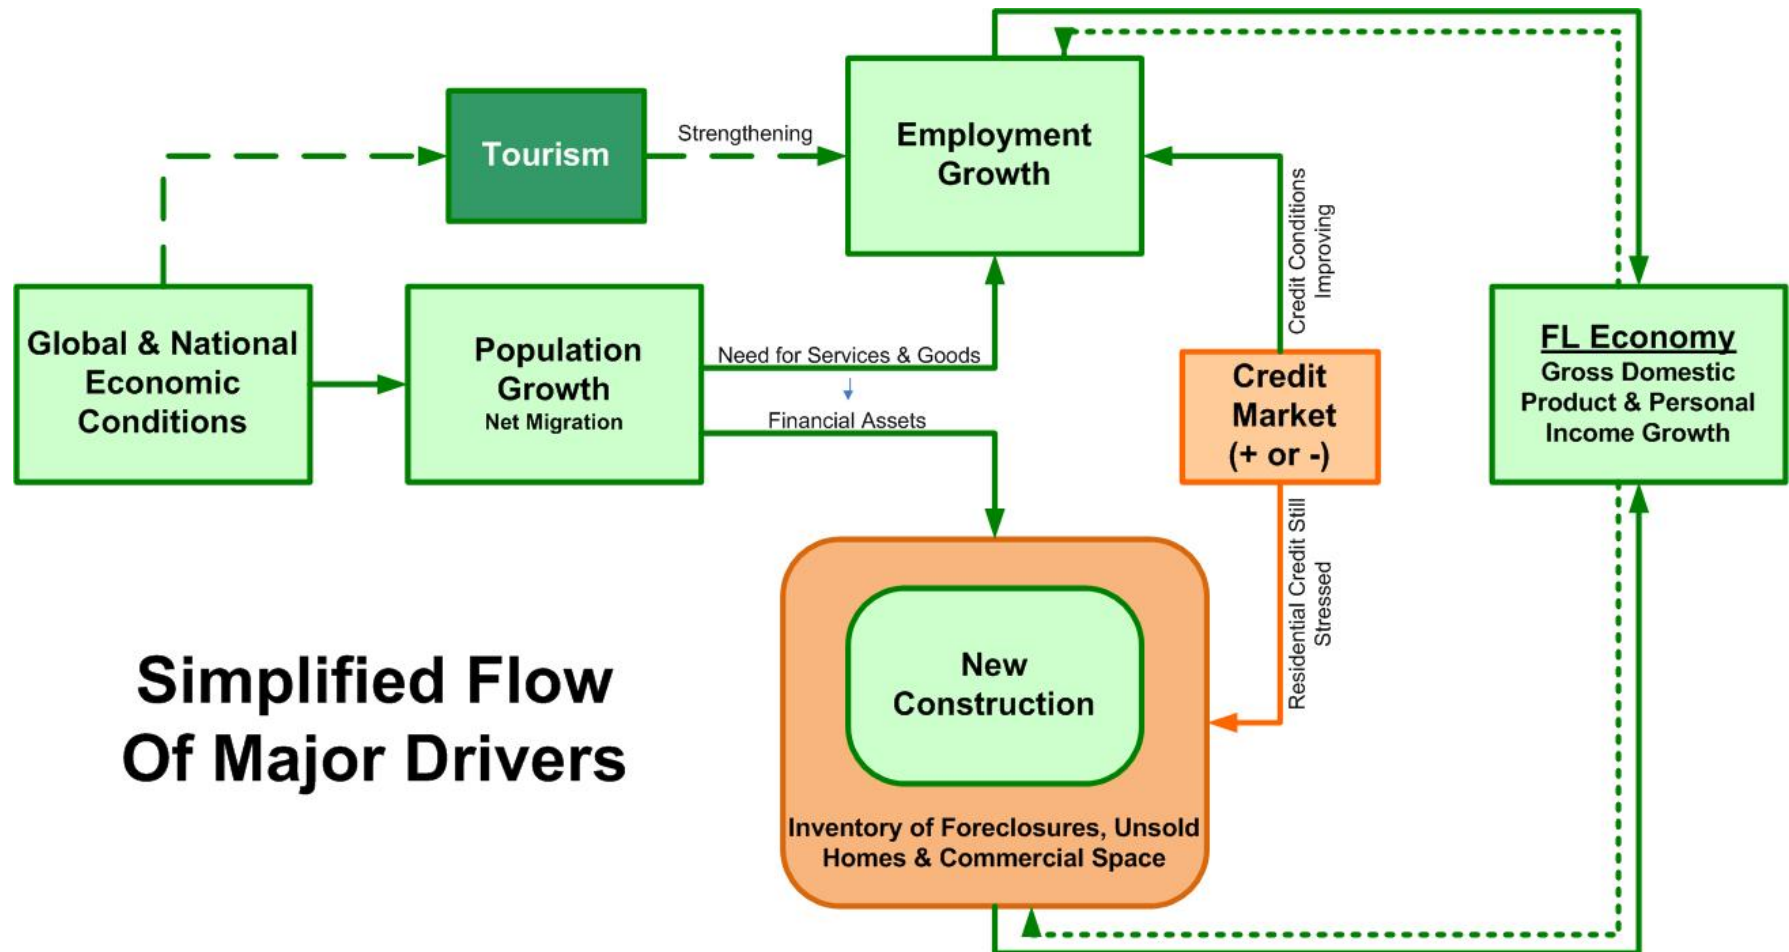 Tourism
Strengthening
Employment
Growth
Global & National
Economic
Conditions
Population
Growth
Net Migration
Need for Services & Goods
Financial Assets
Credit Conditions
Improving
Credit
Market
(+ or -)
Residential Credit Still
Stressed
FL Economy
Gross Domestic
Product & Personal
Income Growth
New
Construction
Inventory of Foreclosures, Unsold
Homes & Commercial Space
Simplified Flow
Of Major Drivers